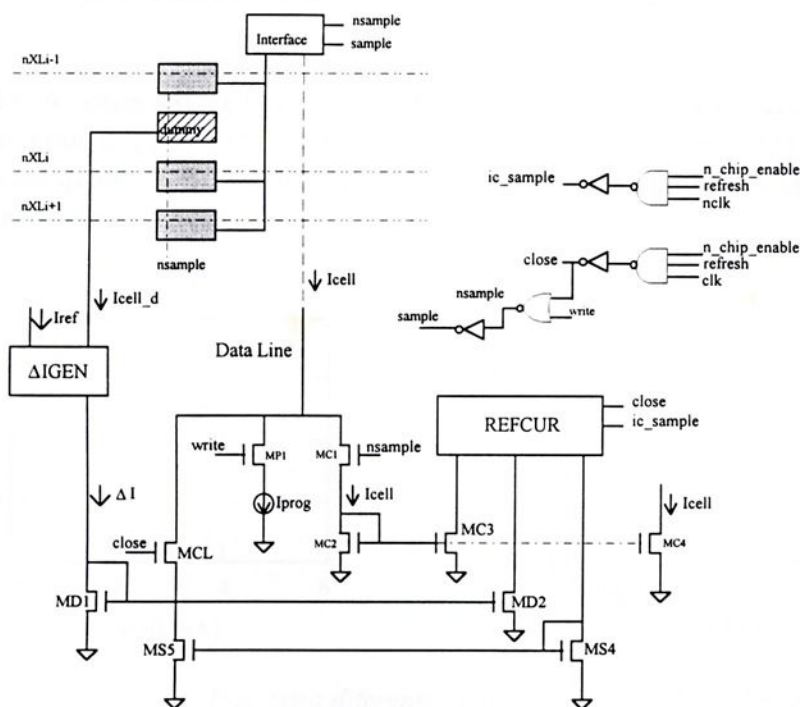 nsample
Interface
sample
nXLi-1
dummy
nXLi
nXLi+1
nsample
n_chip_enable
ic_sample
refresh
nclk
n_chip_enable
close
refresh
clk
nsample
write
sample
Icell
Icell_d
Iref
Data Line
ΔIGEN
close
REFCUR
ic_sample
write
MP1
MC1
nsample
ΔI
Iprog
Icell
Icell
close
MCL
MC2
MC3
MC4
MD1
MD2
MS5
MS4